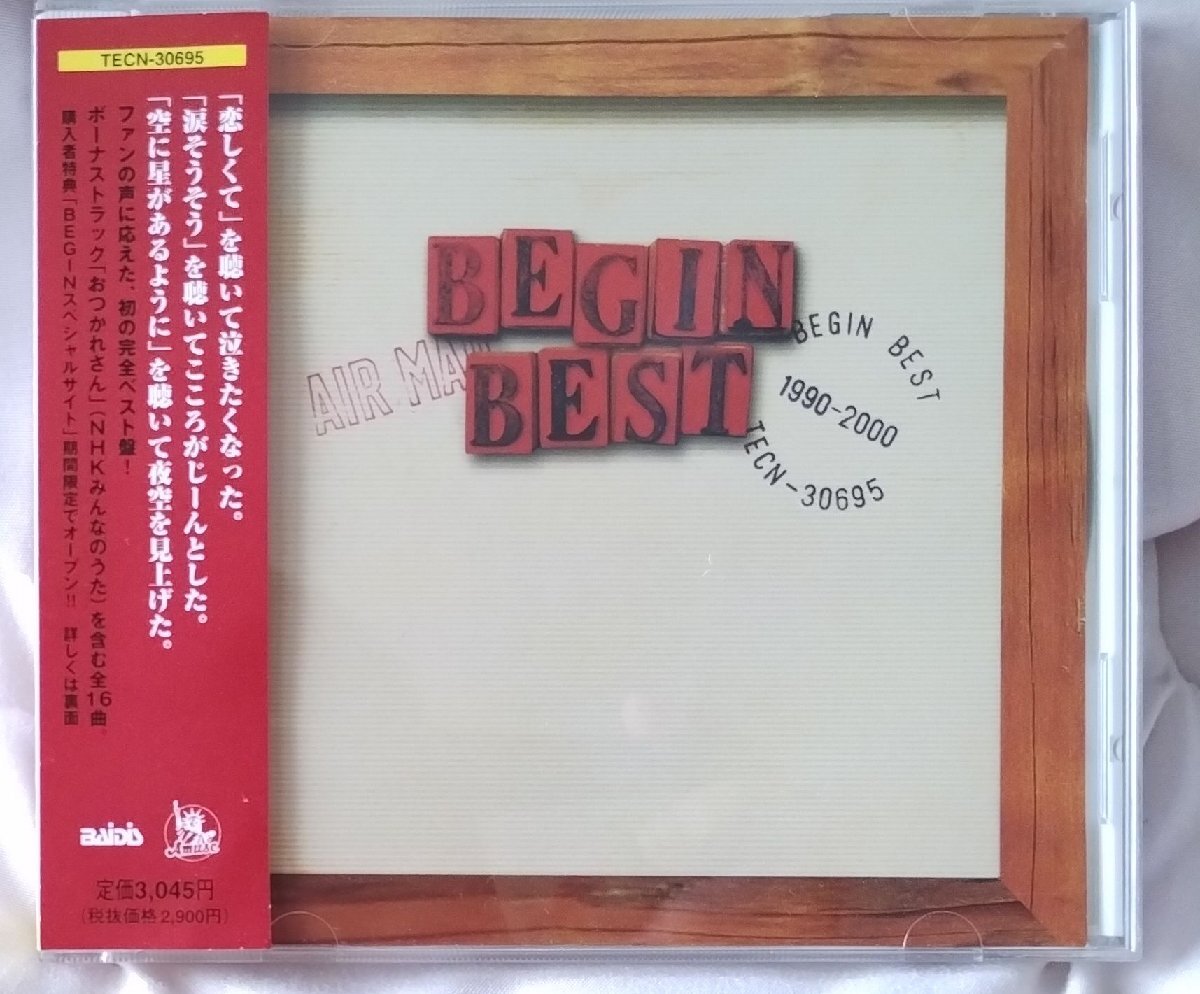 TECN-30695
「恋しくて」を聴いて泣きたくなった。
「涙そうそう」を聴いてこころがじーんとした。
「空に星があるように」を聴いて夜空を見上げた。
ファンの声に応えた、初の完全ベスト盤！
ボーナストラック「おつかれさん」（NHKみんなのうた）を含む全16曲。
購入者特典「BEGINスペシャルサイト」期間限定でオープン!! 詳しくは裏面
BAiDiS
定価3,045円
（税抜価格 2,900円）
BEGIN
BEST
AIR MA
BEGIN BEST
1990-2000
TECN-30695